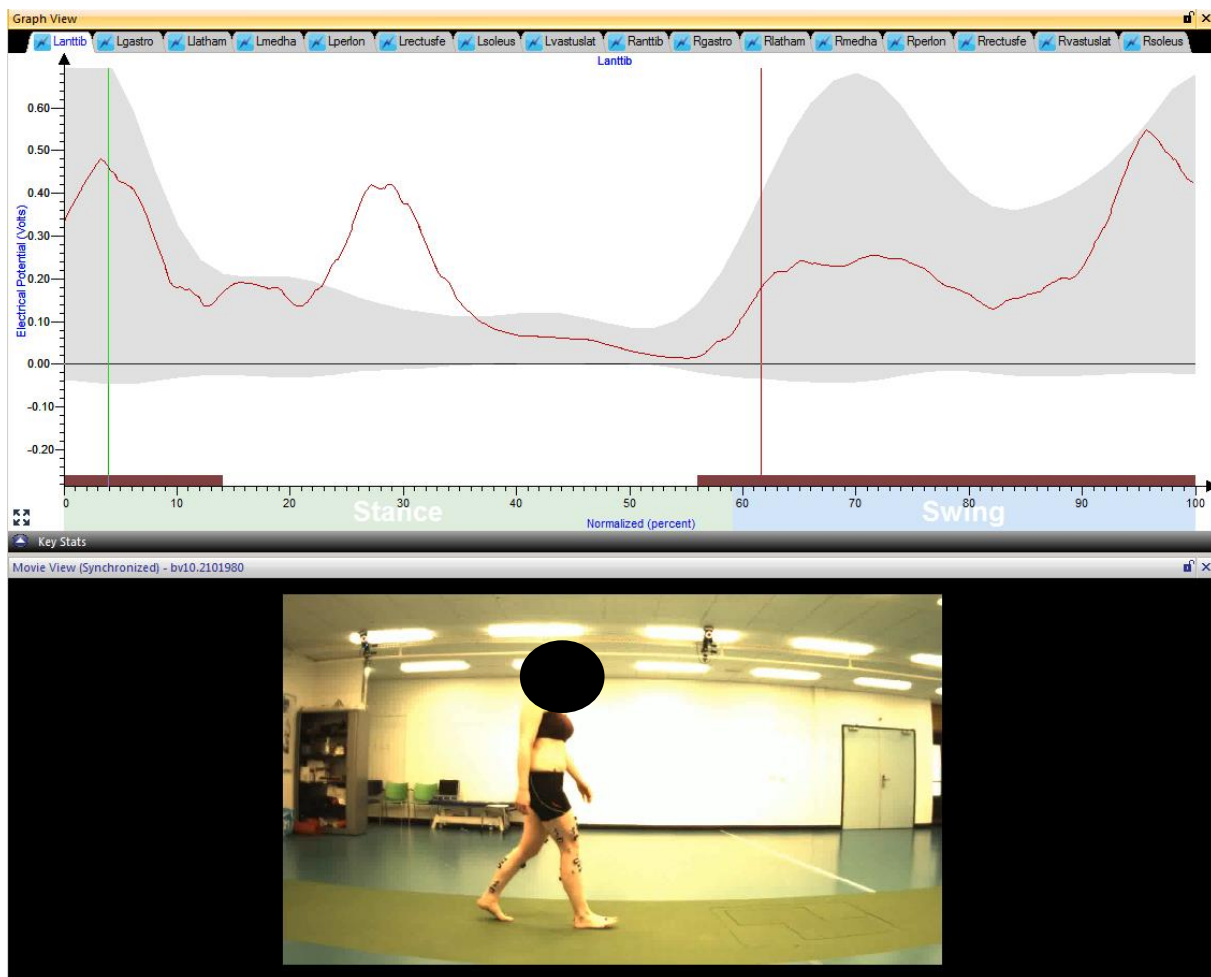 Graph View
Lanttib Lgastro Llatham Lmedha Lperlon Lrectusfe Lsoleus Lvastuslat Ranttib Rgastro Rlatham Rmedha Rperlon Rrectusfe Rvastuslat Rsoleus
Lanttib
0.60
0.50
0.40
0.30
0.20
0.10
0.00
-0.10
-0.20
Electrical Potential (Volts)
0 10 20 30 40 50 60 70 80 90 100
Stance Swing
Normalized (percent)
Key Stats
Movie View (Synchronized) - bv10.2101980